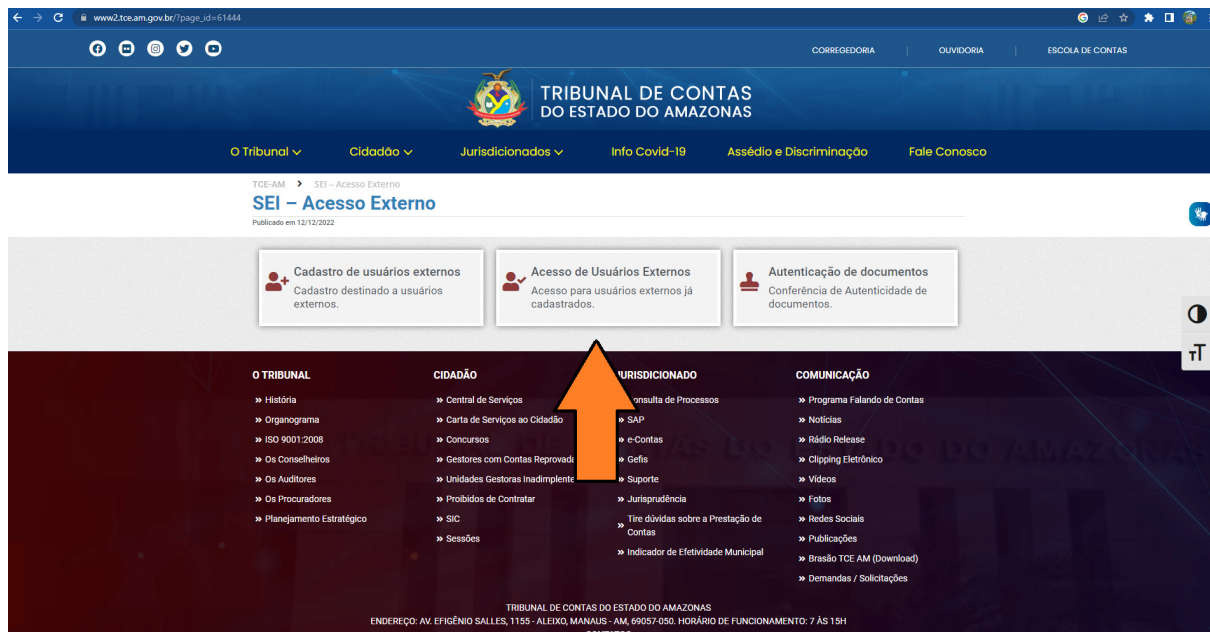 www2.tce.am.gov.br/?page_id=61444
CORREGEDORIA | OUVIDORIA | ESCOLA DE CONTAS
TRIBUNAL DE CONTAS
DO ESTADO DO AMAZONAS
O Tribunal Cidadão Jurisdicionados Info Covid-19 Assédio e Discriminação Fale Conosco
TCE-AM > SEI – Acesso Externo
SEI – Acesso Externo
Publicado em 12/12/2022
Cadastro de usuários externos
Cadastro destinado a usuários
externos.
Acesso de Usuários Externos
Acesso para usuários externos já
cadastrados.
Autenticação de documentos
Conferência de Autenticidade de
documentos.
O TRIBUNAL
» História
» Organograma
» ISO 9001:2008
» Os Conselheiros
» Os Auditores
» Os Procuradores
» Planejamento Estratégico
CIDADÃO
» Central de Serviços
» Carta de Serviços ao Cidadão
» Concursos
» Gestores com Contas Reprovada
» Unidades Gestoras Inadimplente
» Proibidos de Contratar
» SIC
» Sessões
JURISDICIONADO
» Consulta de Processos
» SAP
» e-Contas
» Gefis
» Suporte
» Jurisprudência
» Tire dúvidas sobre a Prestação de
Contas
» Indicador de Efetividade Municipal
COMUNICAÇÃO
» Programa Falando de Contas
» Notícias
» Rádio Release
» Clipping Eletrônico
» Vídeos
» Fotos
» Redes Sociais
» Publicações
» Brasão TCE AM (Download)
» Demandas / Solicitações
TRIBUNAL DE CONTAS DO ESTADO DO AMAZONAS
ENDEREÇO: AV. EFIGÊNIO SALLES, 1155 - ALEIXO, MANAUS - AM, 69057-050. HORÁRIO DE FUNCIONAMENTO: 7 ÀS 15H